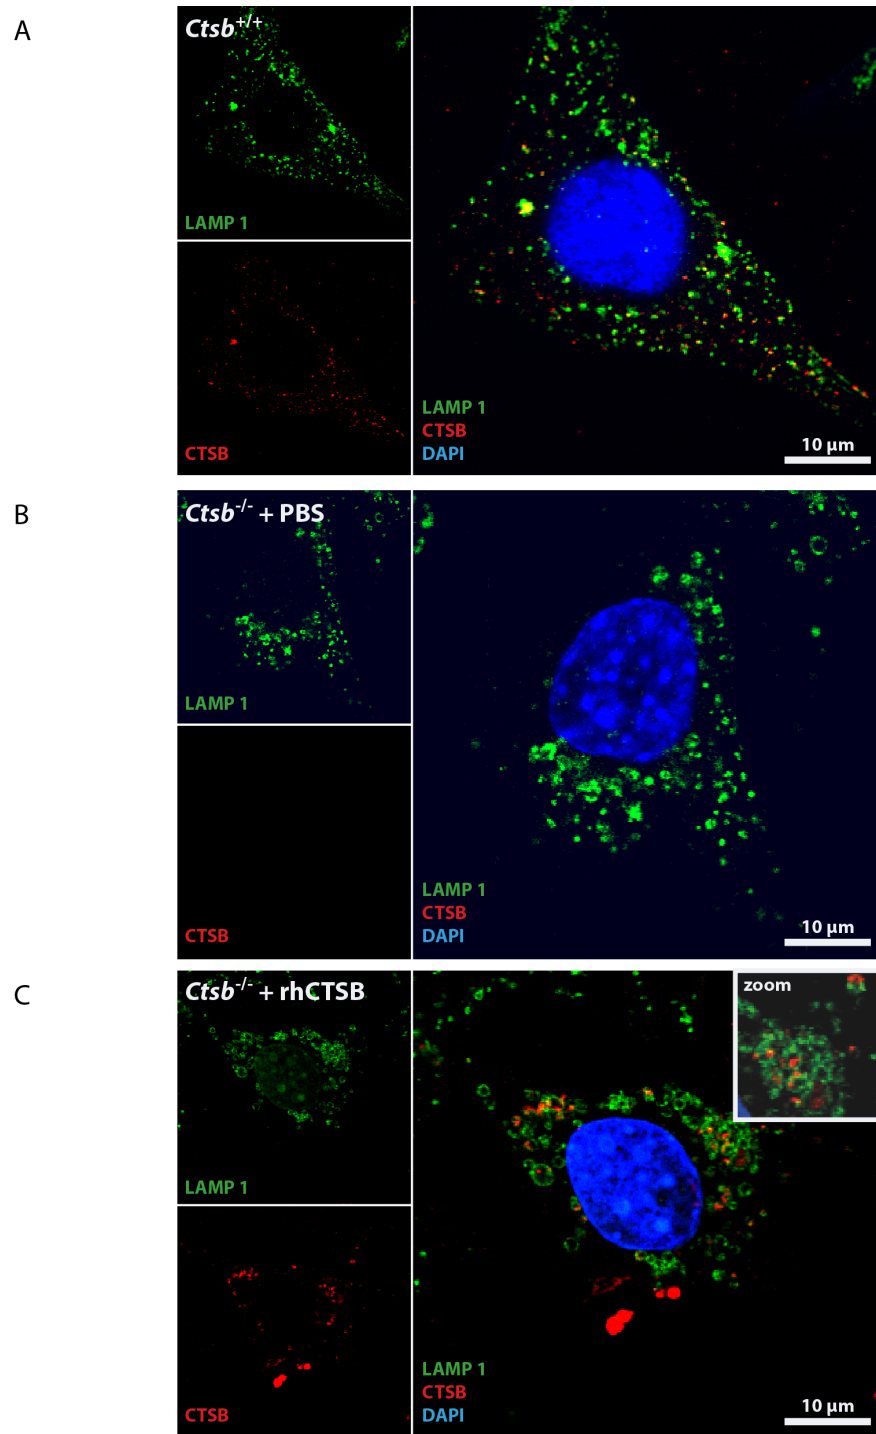 A
Ctsb+/+
LAMP 1
CTSB
LAMP 1
CTSB
DAPI
10 µm
B
Ctsb-/- + PBS
LAMP 1
CTSB
LAMP 1
CTSB
DAPI
10 µm
C
Ctsb-/- + rhCTSB
zoom
LAMP 1
CTSB
LAMP 1
CTSB
DAPI
10 µm